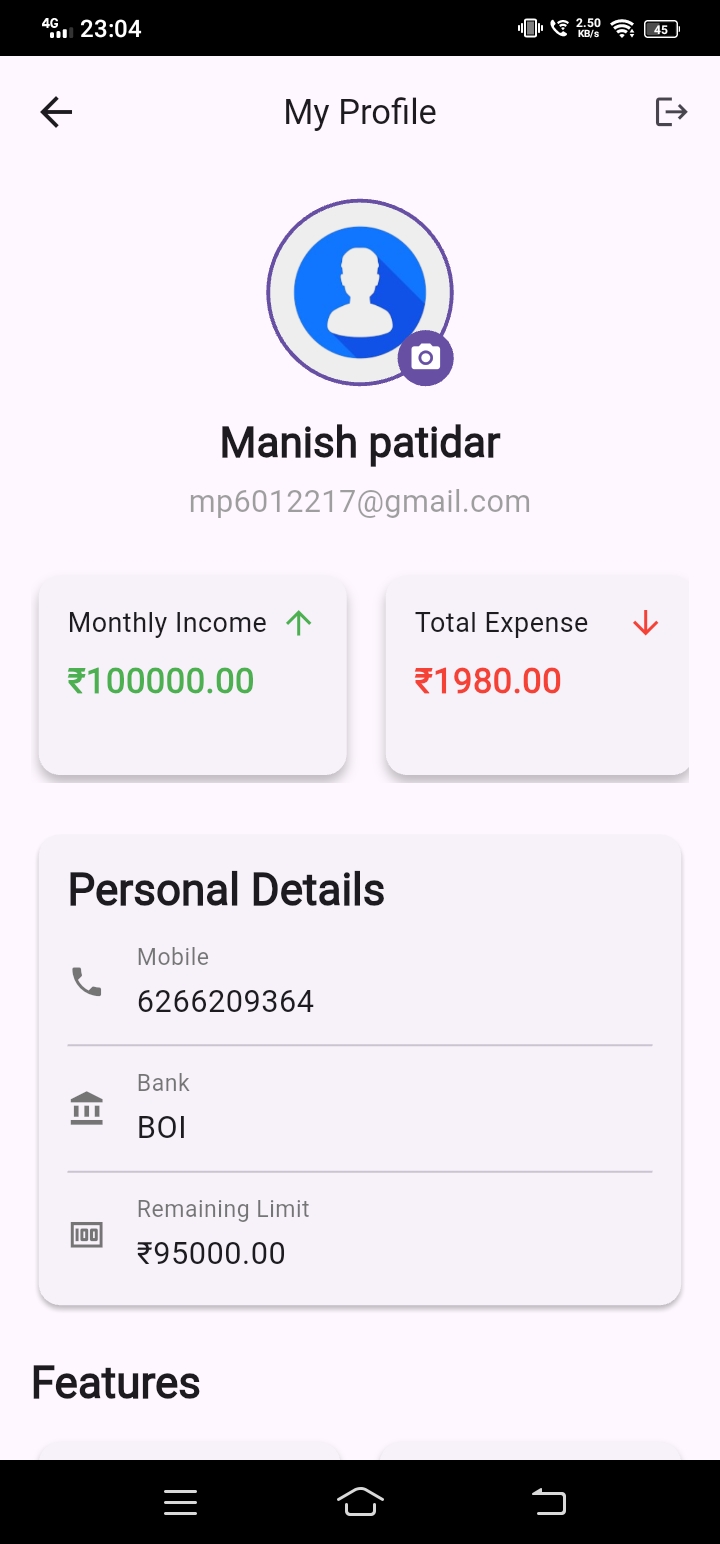 4G 23:04 2.50 KB/s 45
My Profile
Manish patidar
mp6012217@gmail.com
Monthly Income
₹100000.00
Total Expense
₹1980.00
Personal Details
Mobile
6266209364
Bank
BOI
Remaining Limit
100
₹95000.00
Features